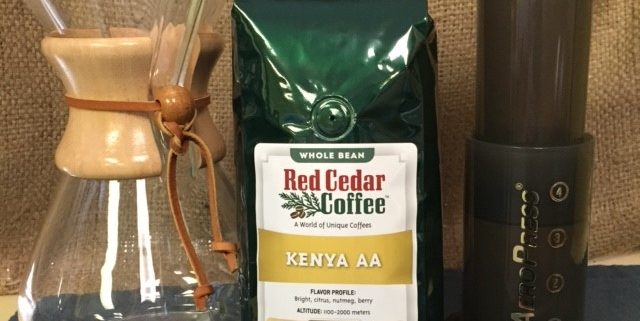 WHOLE BEAN
Red Cedar
Coffee™
A World of Unique Coffees
KENYA AA
FLAVOR PROFILE:
Bright, citrus, nutmeg, berry
ALTITUDE: 1100-2000 meters
AEROPRESS®
4
3
2